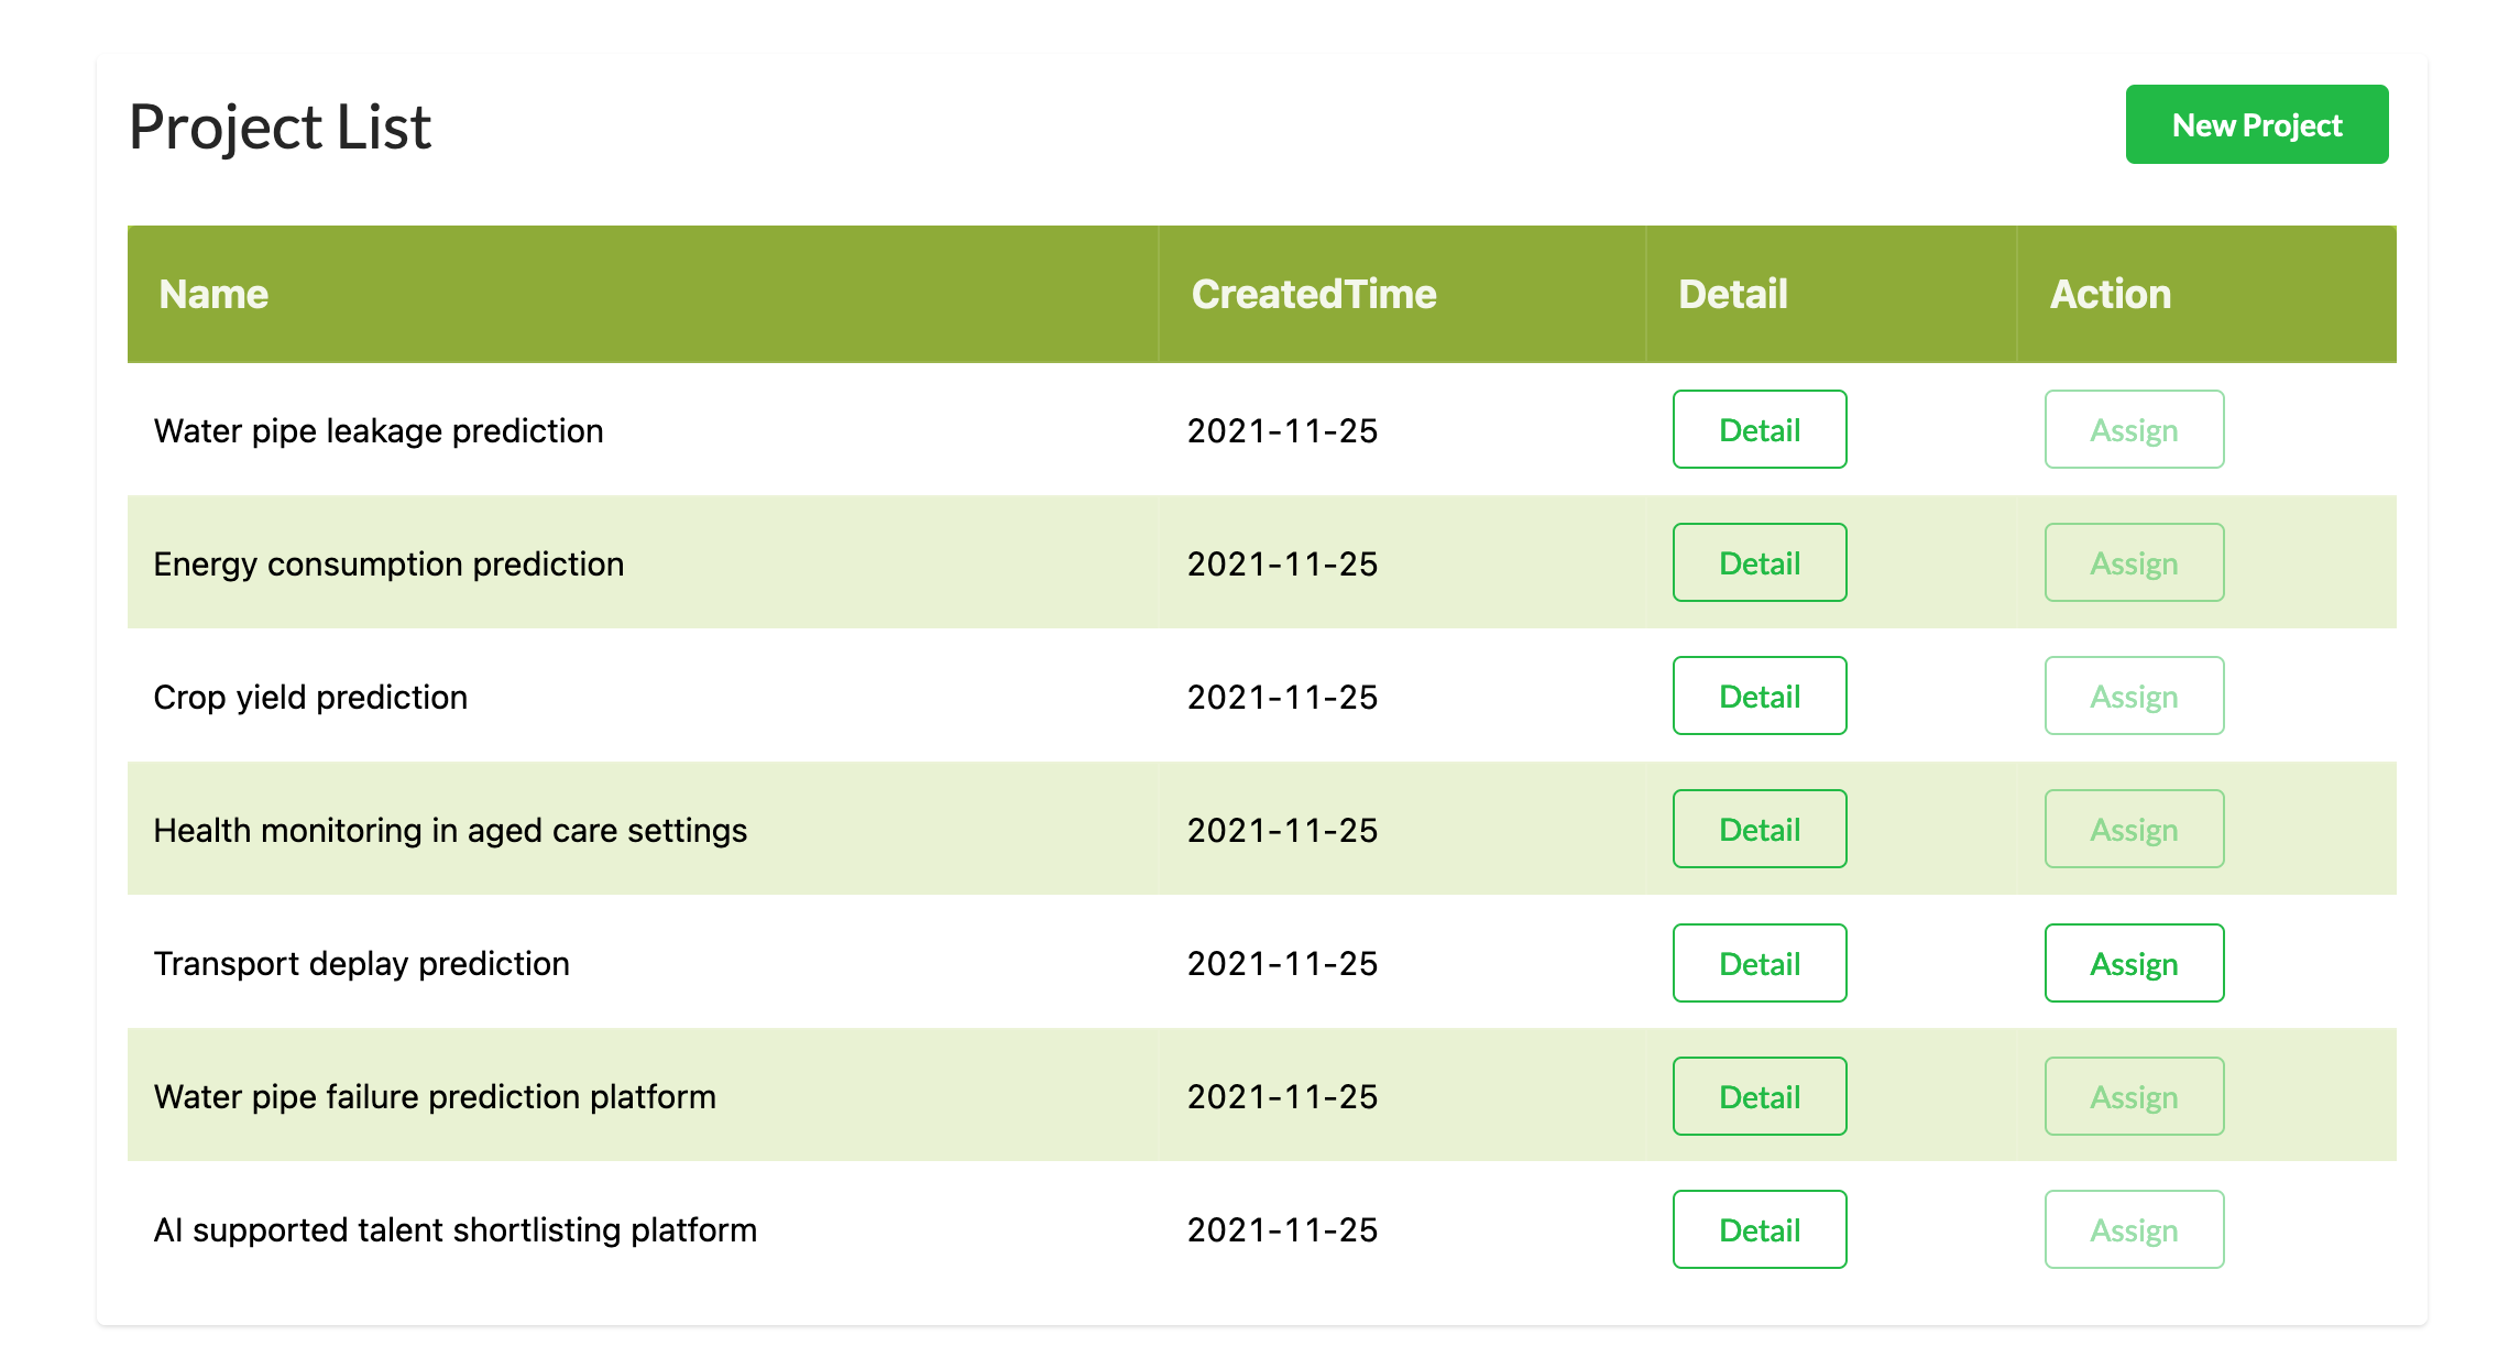 Project List
New Project
Name CreatedTime Detail Action
Water pipe leakage prediction 2021-11-25 Detail Assign
Energy consumption prediction 2021-11-25 Detail Assign
Crop yield prediction 2021-11-25 Detail Assign
Health monitoring in aged care settings 2021-11-25 Detail Assign
Transport deplay prediction 2021-11-25 Detail Assign
Water pipe failure prediction platform 2021-11-25 Detail Assign
AI supported talent shortlisting platform 2021-11-25 Detail Assign